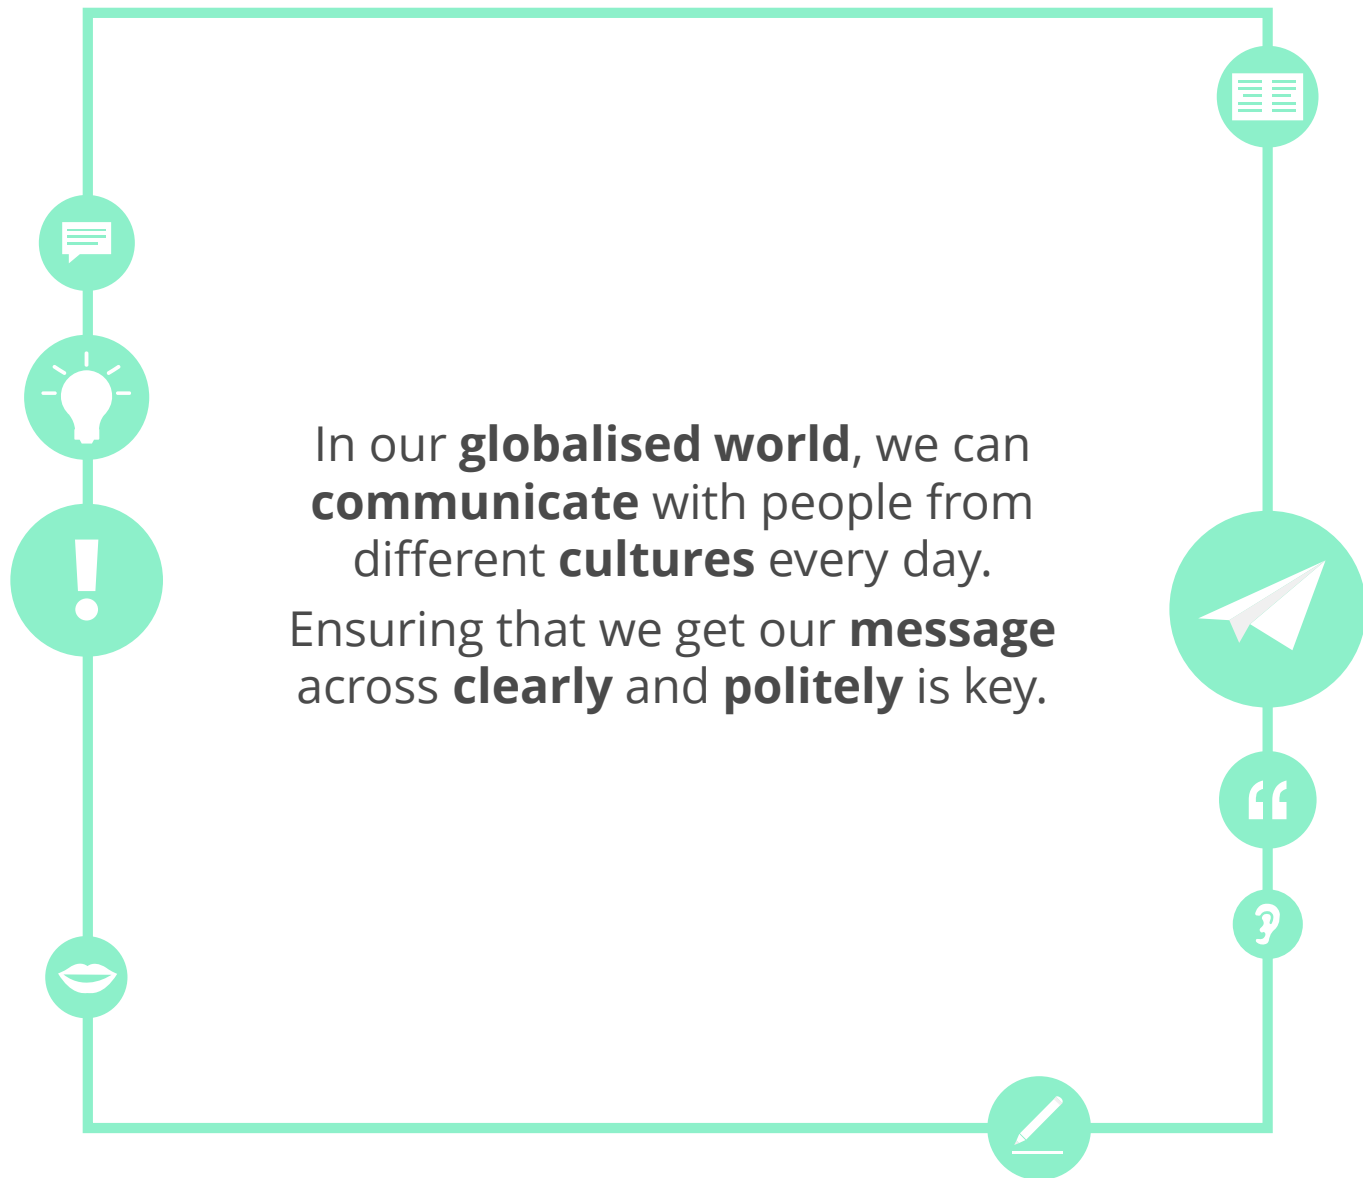 In our globalised world, we can
communicate with people from
different cultures every day.
Ensuring that we get our message
across clearly and politely is key.